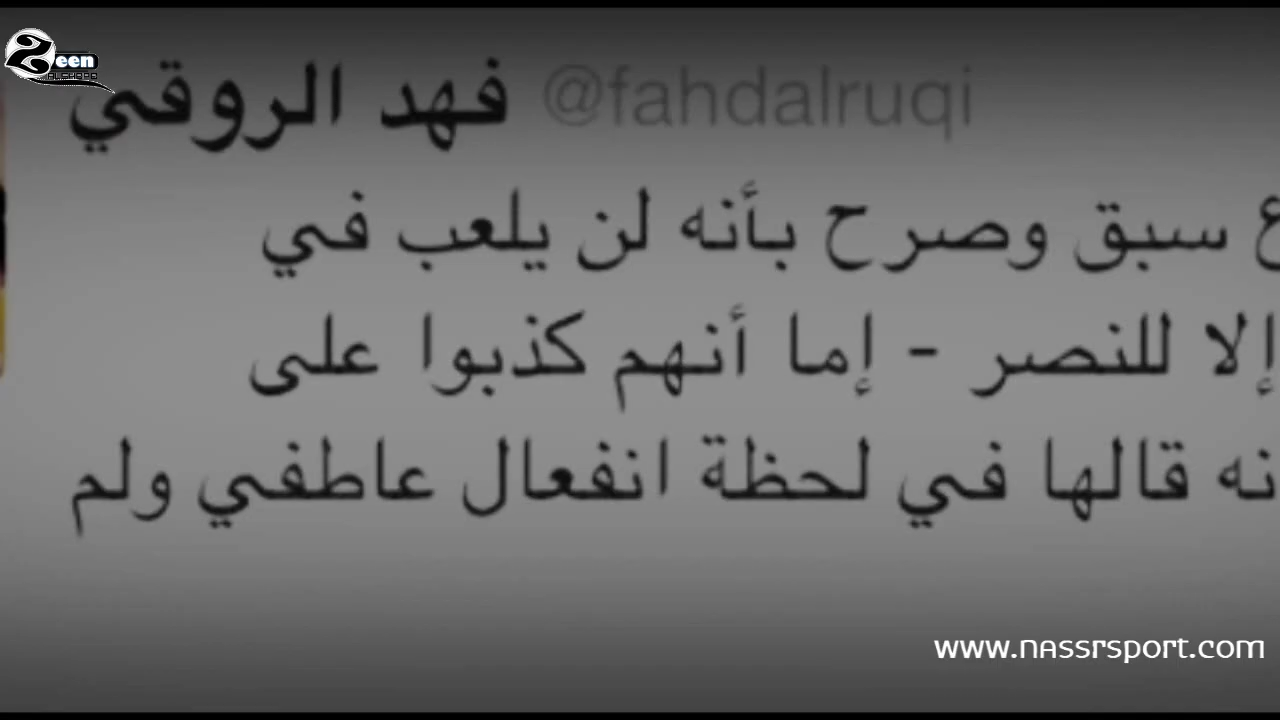 2een
فهد الروقي @fahdalruqi
ع سبق وصرح بأنه لن يلعب في
إلا للنصر - إما أنهم كذبوا على
نه قالها في لحظة انفعال عاطفي ولم
www.nassrsport.com